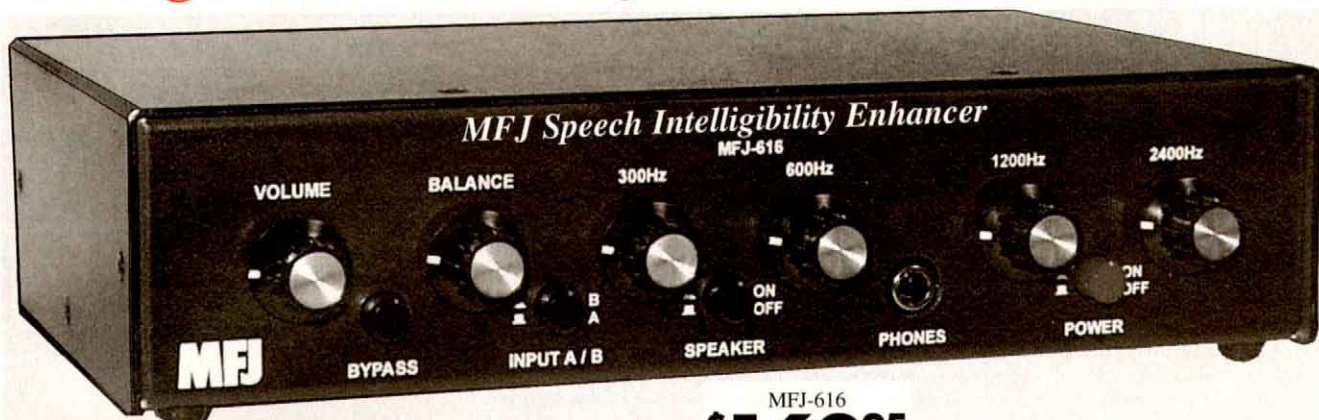 MFJ Speech Intelligibility Enhancer
MFJ-616
VOLUME BALANCE 300Hz 600Hz 1200Hz 2400Hz
B
A
ON
OFF
ON
OFF
MFJ BYPASS INPUT A / B SPEAKER PHONES POWER
MFJ-616